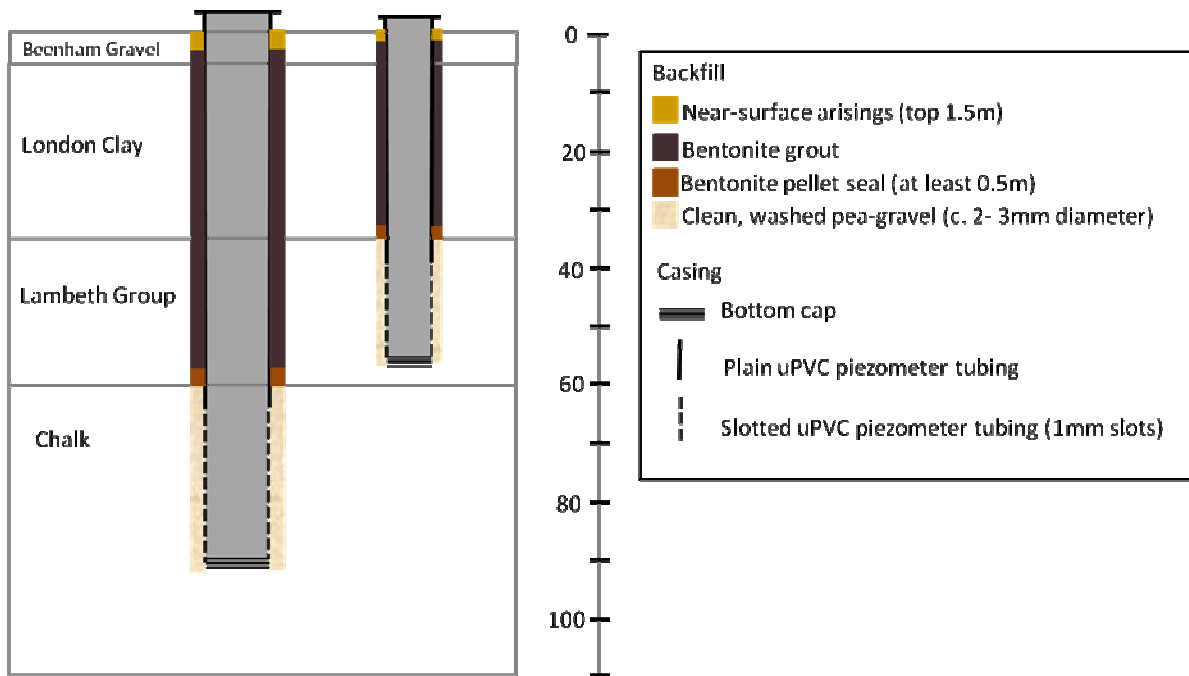 Beenham Gravel
London Clay
Lambeth Group
Chalk
0
20
40
60
80
100
Backfill
Near-surface arisings (top 1.5m)
Bentonite grout
Bentonite pellet seal (at least 0.5m)
Clean, washed pea-gravel (c. 2- 3mm diameter)
Casing
Bottom cap
Plain uPVC piezometer tubing
Slotted uPVC piezometer tubing (1mm slots)